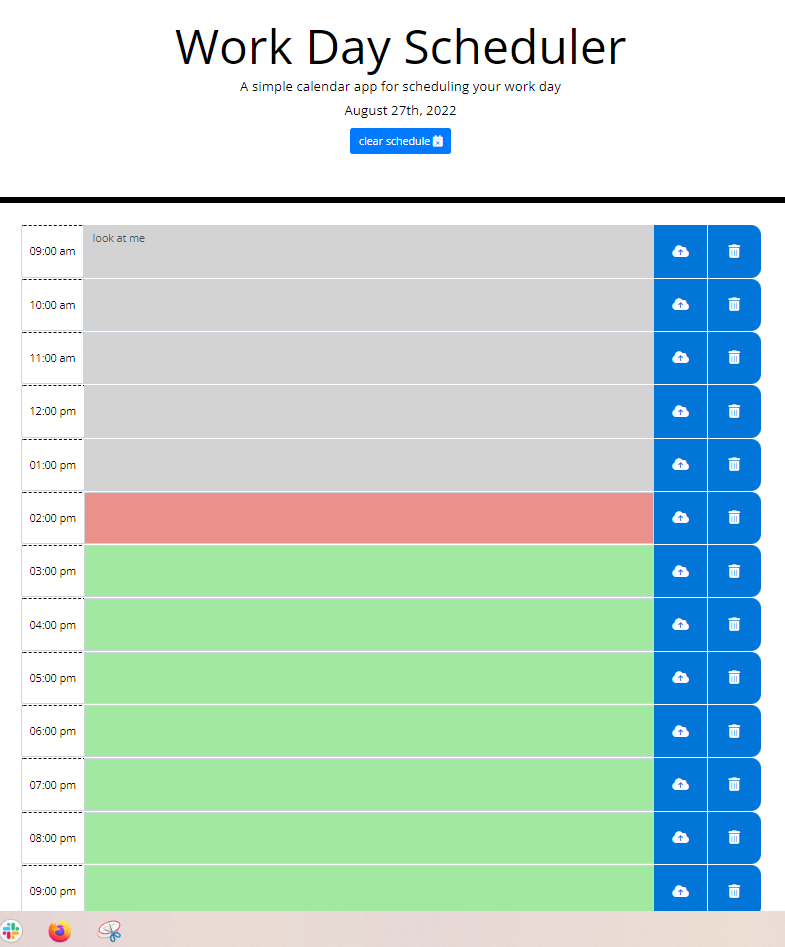 Work Day Scheduler
A simple calendar app for scheduling your work day
August 27th, 2022
clear schedule
09:00 am
look at me
10:00 am
11:00 am
12:00 pm
01:00 pm
02:00 pm
03:00 pm
04:00 pm
05:00 pm
06:00 pm
07:00 pm
08:00 pm
09:00 pm